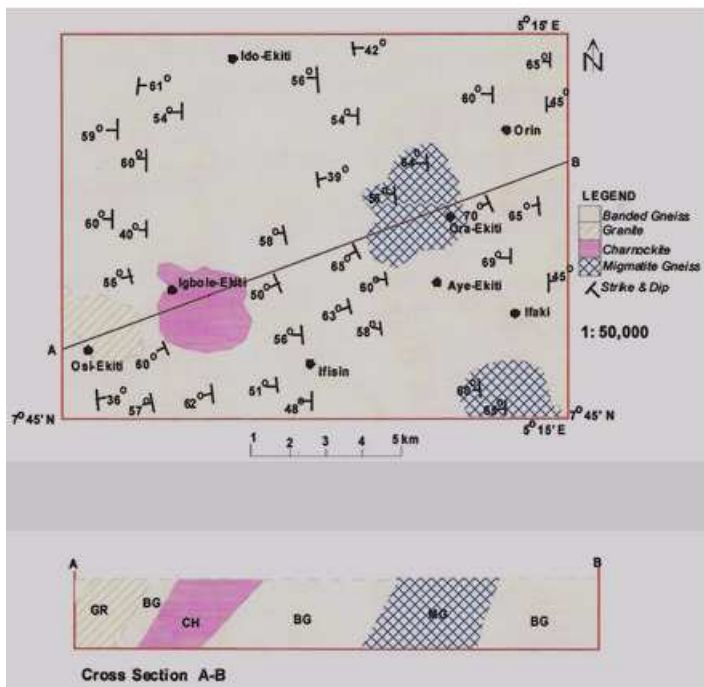 5° 15' E
N
42°
Ido-Ekiti
65°
56°
61°
60°
65°
54°
54°
59°
Orin
60°
64°
B
39°
56°
LEGEND
70°
65°
Banded Gneiss
60°
40°
Ora-Ekiti
Granite
58°
Charnockite
65°
69°
Migmatite Gneiss
55°
Igbole-Ekiti
50°
60°
Aye-Ekiti
Strike & Dip
63°
Ifaki
1: 50,000
A
56°
58°
Osi-Ekiti
60°
Ifisin
36°
57°
62°
51°
48°
7° 45' N
7° 45' N
5° 15' E
1 2 3 4 5 km
A
B
GR
BG
CH
BG
MG
BG
Cross Section A-B